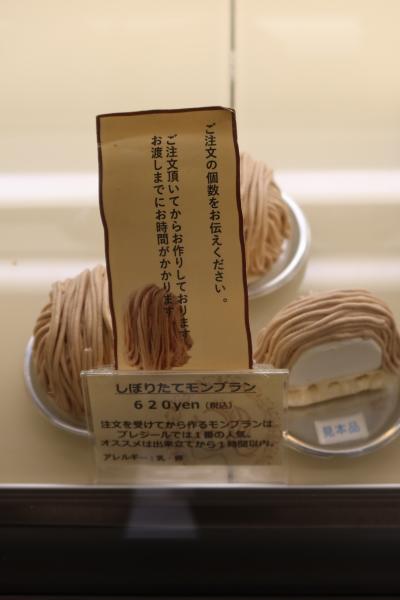 ご注文の個数をお伝えください。
ご注文頂いてからお作りしております
お渡しまでにお時間がかかります。
しぼりたてモンブラン
620yen（税込）
注文を受けてから作るモンブランは、
プレジールでは1番の人気。
オススメは出来立てから1時間以内。
アレルギー：乳・卵
見本品